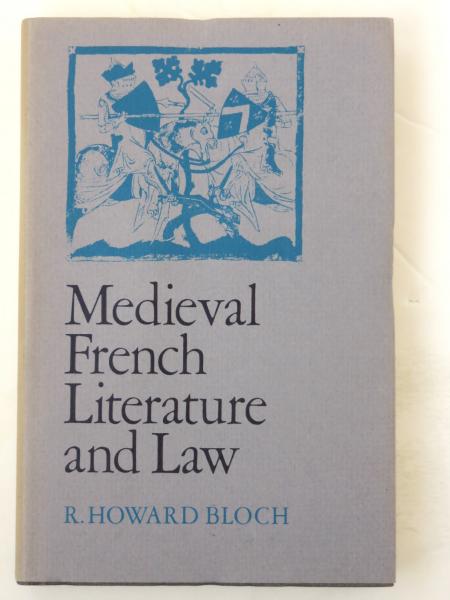 Medieval
French
Literature
and Law
R. HOWARD BLOCH